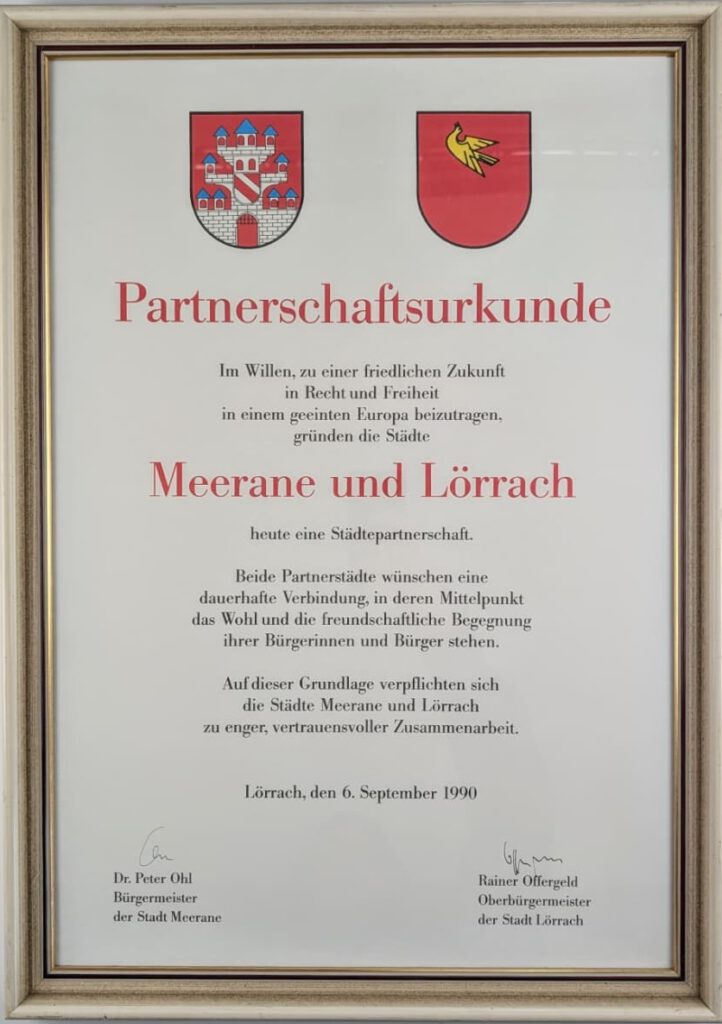 Partnerschaftsurkunde
Im Willen, zu einer friedlichen Zukunft
in Recht und Freiheit
in einem geeinten Europa beizutragen,
gründen die Städte
Meerane und Lörrach
heute eine Städtepartnerschaft.
Beide Partnerstädte wünschen eine
dauerhafte Verbindung, in deren Mittelpunkt
das Wohl und die freundschaftliche Begegnung
ihrer Bürgerinnen und Bürger stehen.
Auf dieser Grundlage verpflichten sich
die Städte Meerane und Lörrach
zu enger, vertrauensvoller Zusammenarbeit.
Lörrach, den 6. September 1990
Dr. Peter Ohl
Bürgermeister
der Stadt Meerane
Rainer Offergeld
Oberbürgermeister
der Stadt Lörrach